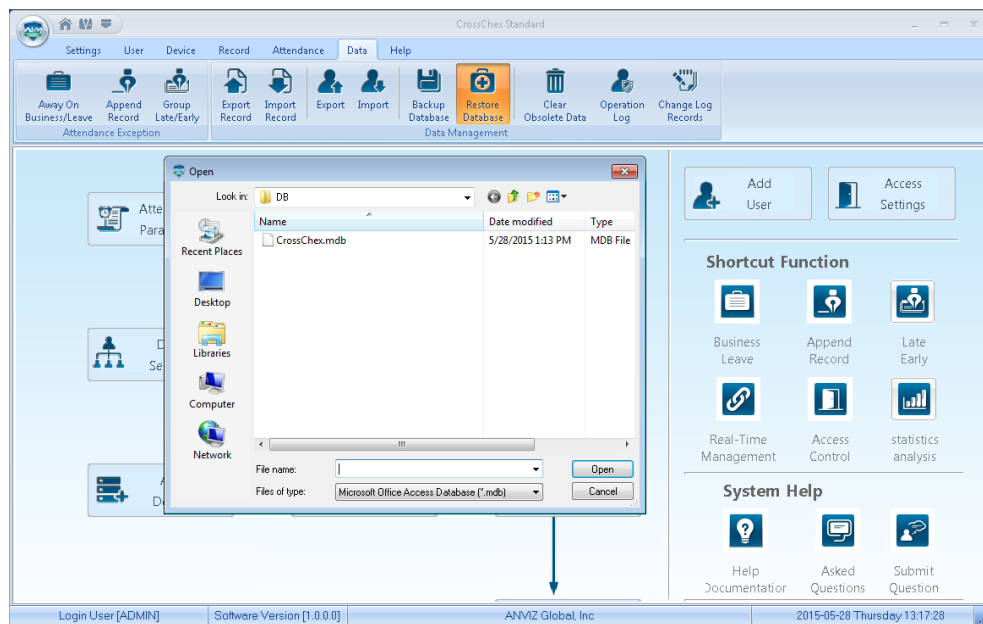 CrossChex Standard
Settings User Device Record Attendance Data Help
Away On Business/Leave
Append Record
Group Late/Early
Export Record
Import Record
Export
Import
Backup Database
Restore Database
Clear Obsolete Data
Operation Log
Change Log Records
Attendance Exception
Data Management
Open
Look in: DB
Name Date modified Type
CrossChex.mdb 5/28/2015 1:13 PM MDB File
Recent Places
Desktop
Libraries
Computer
Network
File name:
Open
Files of type: Microsoft Office Access Database (*.mdb)
Cancel
Atte
Para
D
Se
A
De
Add
User
Access
Settings
Shortcut Function
Business
Leave
Append
Record
Late
Early
Real-Time
Management
Access
Control
statistics
analysis
System Help
Help
Documentation
Asked
Questions
Submit
Question
Login User [ADMIN] Software Version [1.0.0.0] ANVIZ Global, Inc 2015-05-28 Thursday 13:17:28